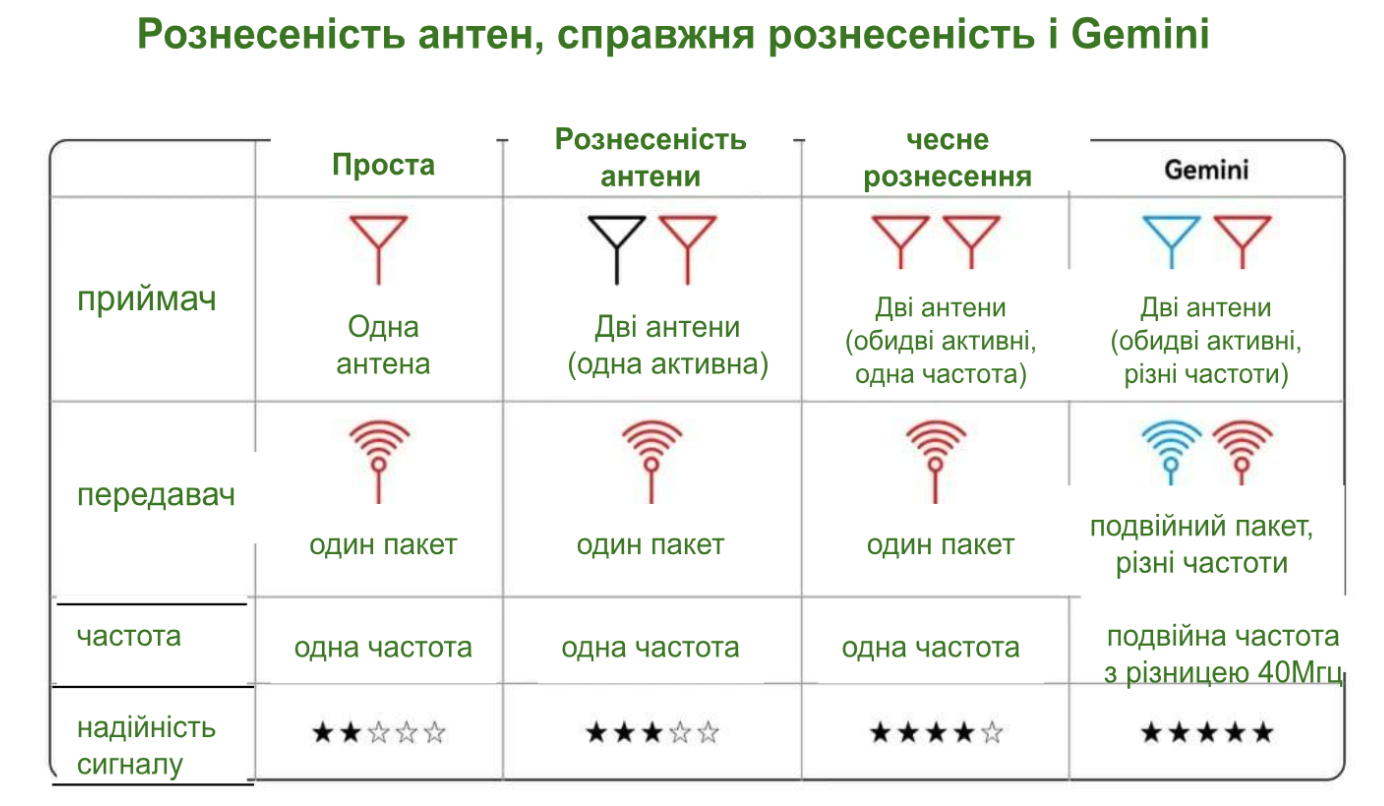 Рознесеність антен, справжня рознесеність і Gemini
Проста
Рознесеність
антени
чесне
рознесення
Gemini
приймач
Одна
антена
Дві антени
(одна активна)
Дві антени
(обидві активні,
одна частота)
Дві антени
(обидві активні,
різні частоти)
передавач
один пакет
один пакет
один пакет
подвійний пакет,
різні частоти
частота
одна частота
одна частота
одна частота
подвійна частота
з різницею 40Мгц
надійність
сигналу
★★☆☆☆
★★★☆☆
★★★★☆
★★★★★